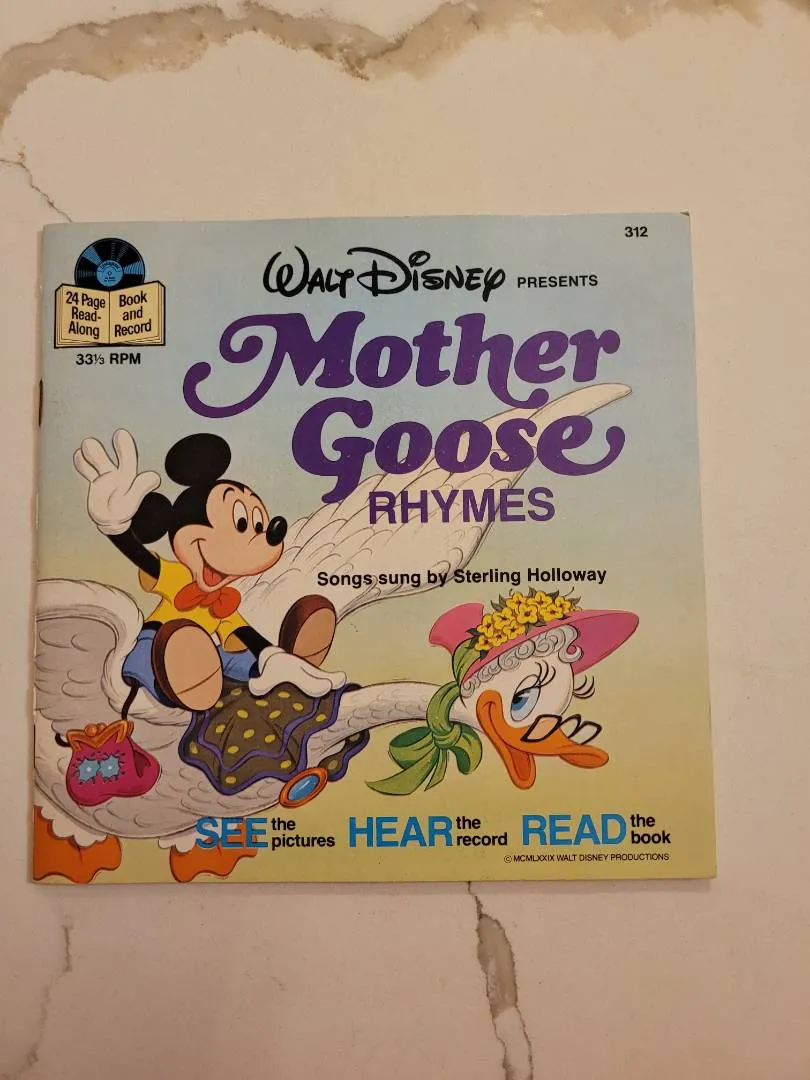 312
WALT DISNEY PRESENTS
24 Page Read-Along
Book and Record
33⅓ RPM
Mother
Goose
RHYMES
Songs sung by Sterling Holloway
SEE the pictures HEAR the record READ the book
© MCMLXXIX WALT DISNEY PRODUCTIONS